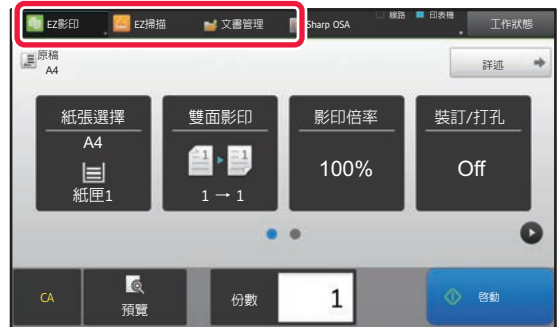 EZ影印 EZ掃描 文書管理 Sharp OSA 線路 印表機 工作狀態
原稿
A4
詳述
紙張選擇 雙面影印 影印倍率 裝訂/打孔
A4
紙匣1
1 → 1
100%
Off
CA 預覽 份數 1 啓動